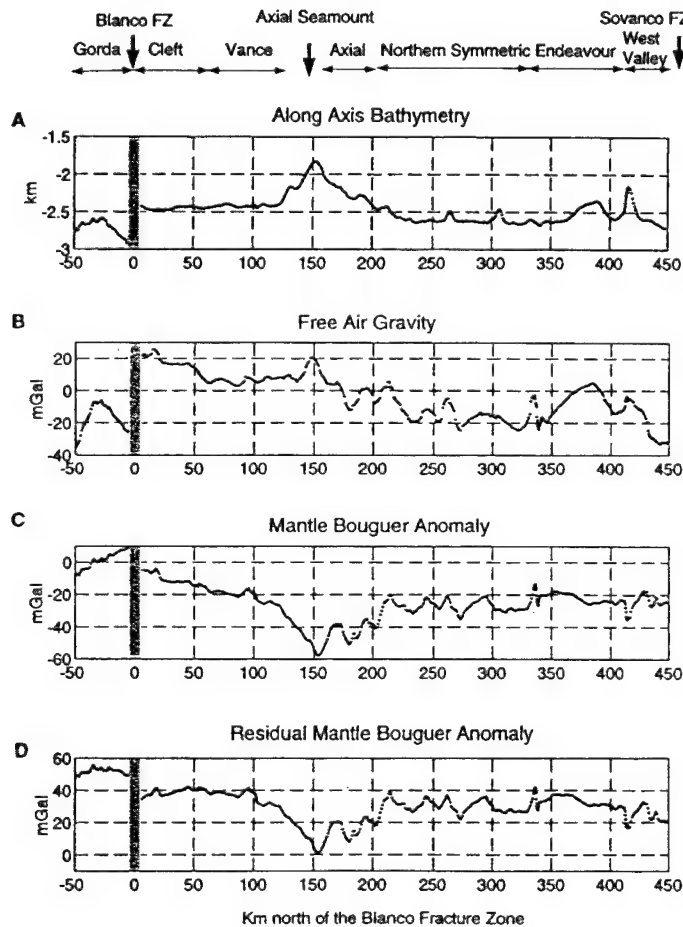 Blanco FZ
Axial Seamount
Sovanco FZ
West
Gorda Cleft Vance Axial Northern Symmetric Endeavour Valley
A
Along Axis Bathymetry
-1.5
-2
-2.5
-3
km
-50 0 50 100 150 200 250 300 350 400 450
B
Free Air Gravity
20
0
-20
-40
mGal
-50 0 50 100 150 200 250 300 350 400 450
C
Mantle Bouguer Anomaly
0
-20
-40
-60
mGal
-50 0 50 100 150 200 250 300 350 400 450
D
Residual Mantle Bouguer Anomaly
60
40
20
0
mGal
-50 0 50 100 150 200 250 300 350 400 450
Km north of the Blanco Fracture Zone